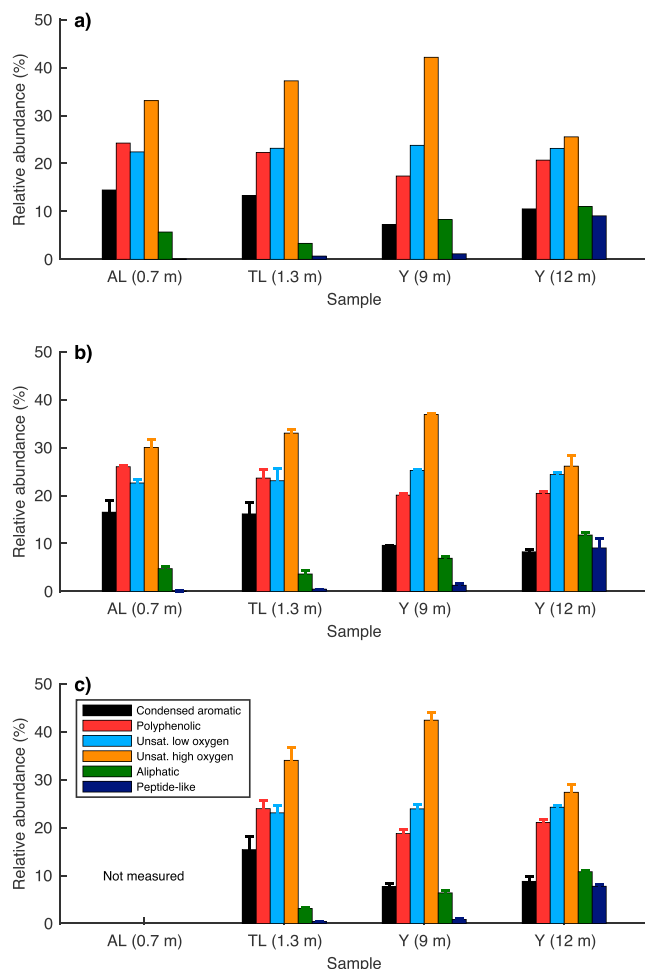 a)
50
40
30
20
10
0
Relative abundance (%)
AL (0.7 m) TL (1.3 m) Y (9 m) Y (12 m)
Sample
b)
50
40
30
20
10
0
Relative abundance (%)
AL (0.7 m) TL (1.3 m) Y (9 m) Y (12 m)
Sample
c)
50
40
30
20
10
0
Relative abundance (%)
Condensed aromatic
Polyphenolic
Unsat. low oxygen
Unsat. high oxygen
Aliphatic
Peptide-like
Not measured
AL (0.7 m) TL (1.3 m) Y (9 m) Y (12 m)
Sample